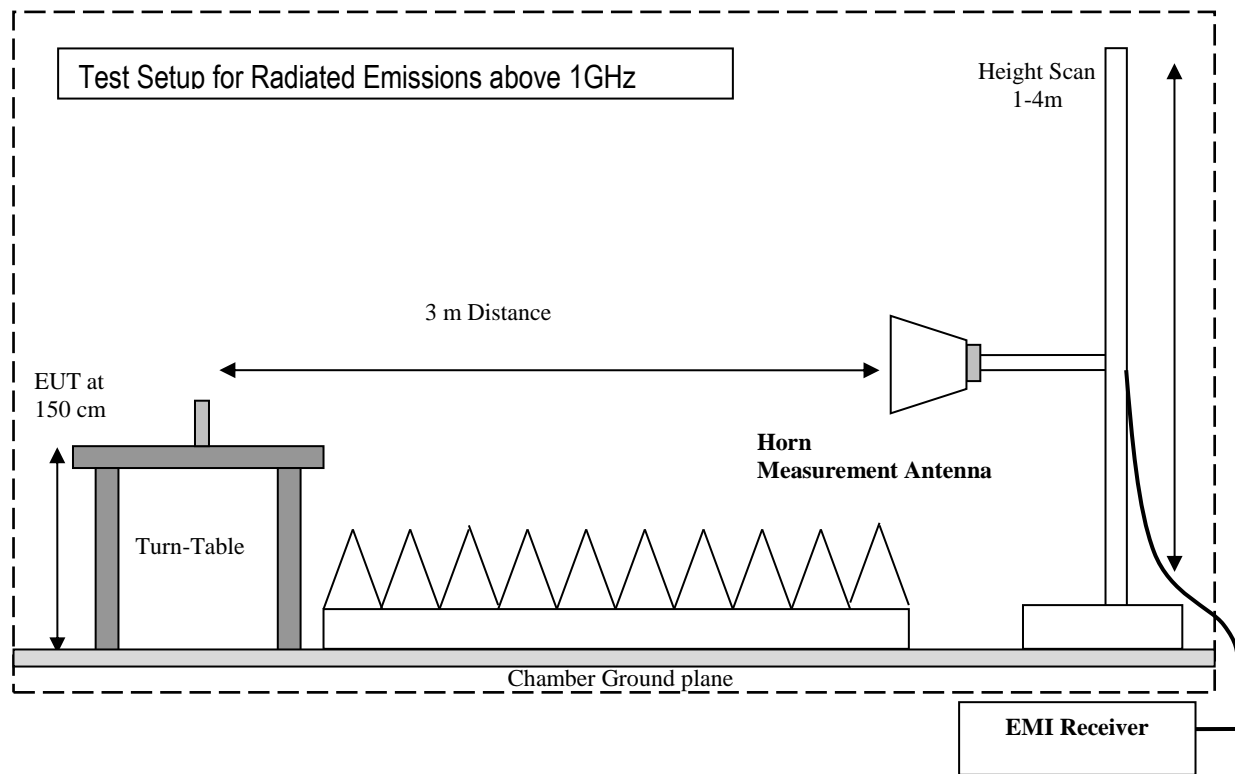 Test Setup for Radiated Emissions above 1GHz
Height Scan
1-4m
3 m Distance
EUT at
150 cm
Horn
Measurement Antenna
Turn-Table
Chamber Ground plane
EMI Receiver